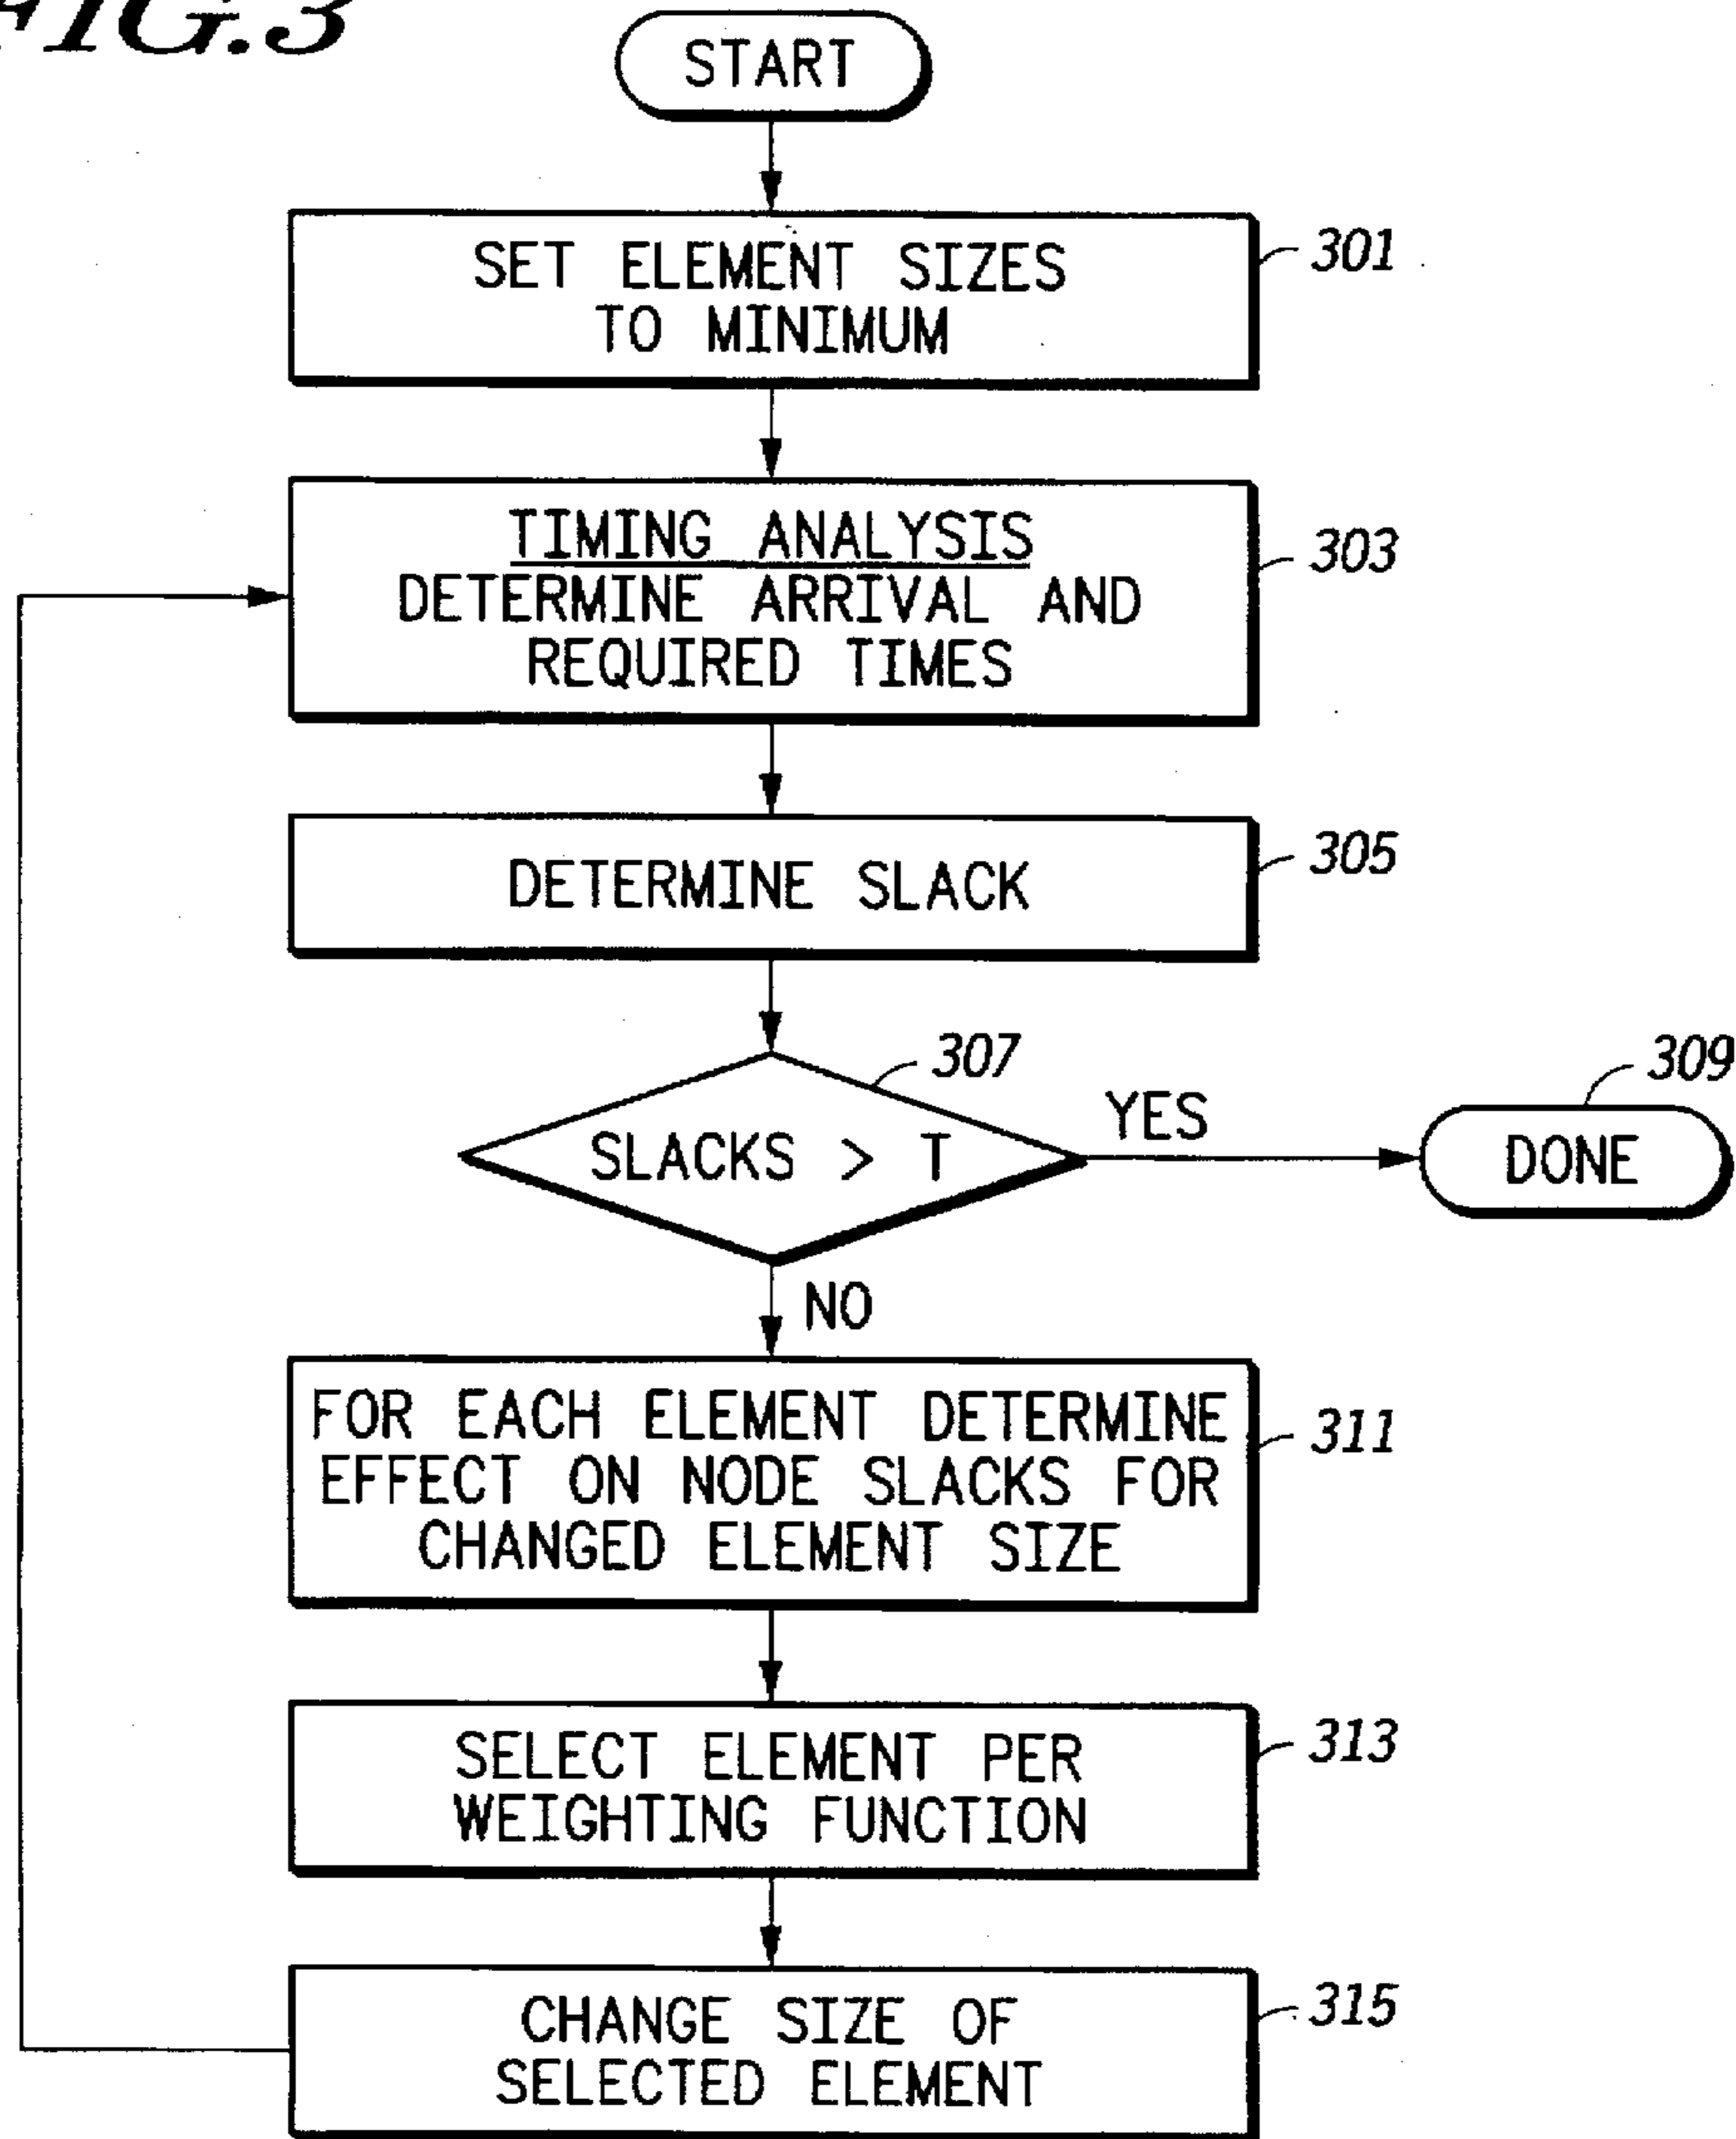 FIG.3
START
SET ELEMENT SIZES
TO MINIMUM
301
TIMING ANALYSIS
DETERMINE ARRIVAL AND
REQUIRED TIMES
303
DETERMINE SLACK
305
307
SLACKS > T
YES
309
DONE
NO
FOR EACH ELEMENT DETERMINE
EFFECT ON NODE SLACKS FOR
CHANGED ELEMENT SIZE
311
SELECT ELEMENT PER
WEIGHTING FUNCTION
313
CHANGE SIZE OF
SELECTED ELEMENT
315